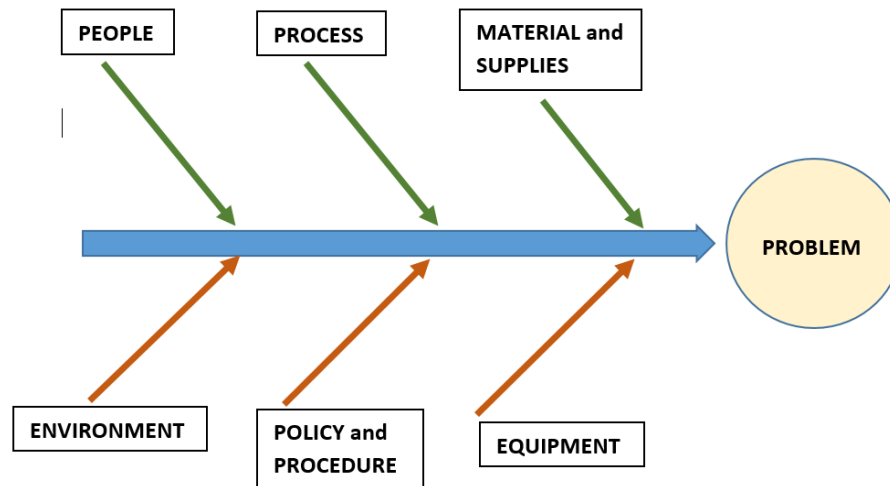 PEOPLE
PROCESS
MATERIAL and
SUPPLIES
PROBLEM
ENVIRONMENT
POLICY and
PROCEDURE
EQUIPMENT